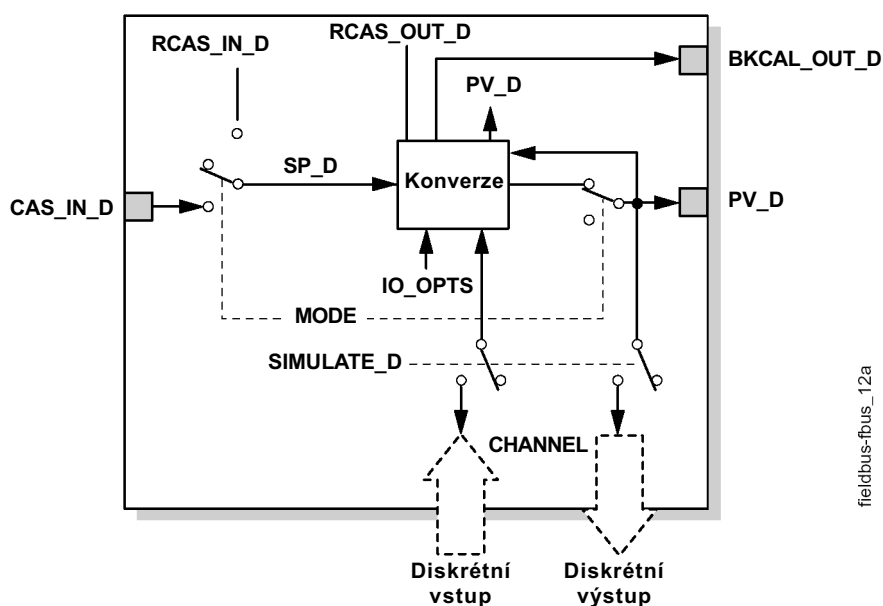 RCAS_IN_D
RCAS_OUT_D
BKCAL_OUT_D
PV_D
SP_D
Konverze
CAS_IN_D
PV_D
IO_OPTS
MODE
SIMULATE_D
CHANNEL
Diskrétní
vstup
Diskrétní
výstup
fieldbus-fbus_12a